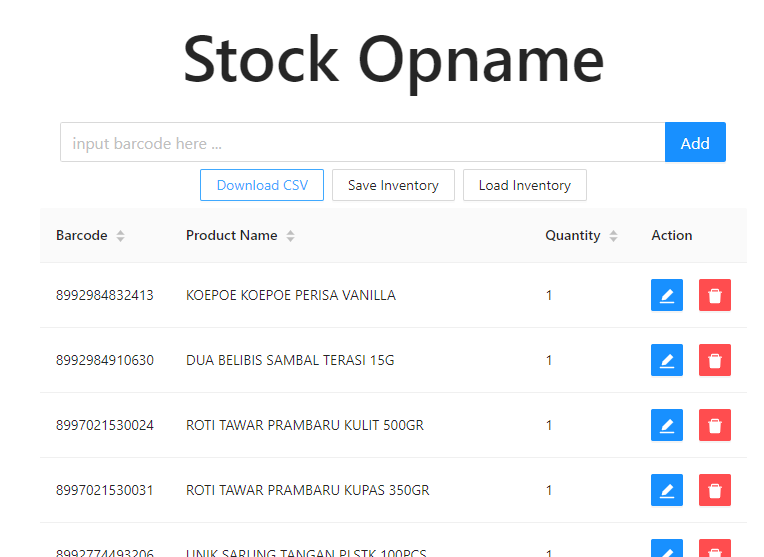 Stock Opname
input barcode here ...
Add
Download CSV
Save Inventory
Load Inventory
Barcode Product Name Quantity Action
8992984832413 KOEPOE KOEPOE PERISA VANILLA 1
8992984910630 DUA BELIBIS SAMBAL TERASI 15G 1
8997021530024 ROTI TAWAR PRAMBARU KULIT 500GR 1
8997021530031 ROTI TAWAR PRAMBARU KUPAS 350GR 1
8992774493206 UNIK SARUNG TANGAN PLSTK 100PCS 1